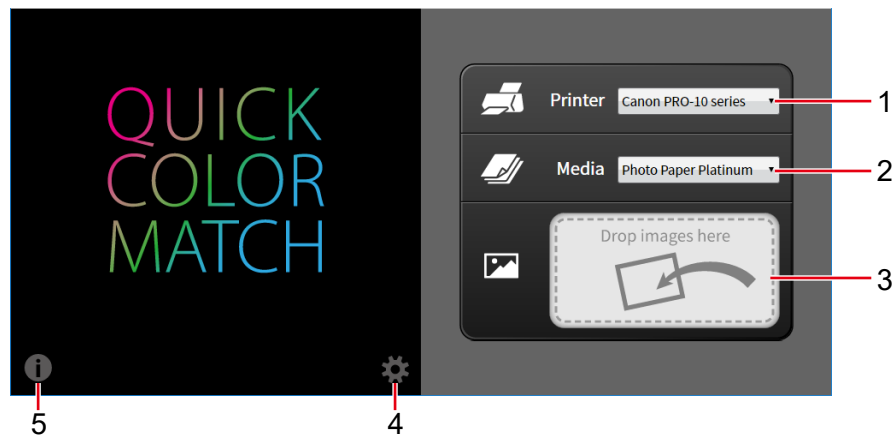 QUICK
COLOR
MATCH
Printer Canon PRO-10 series
Media Photo Paper Platinum
Drop images here
1
2
3
4
5